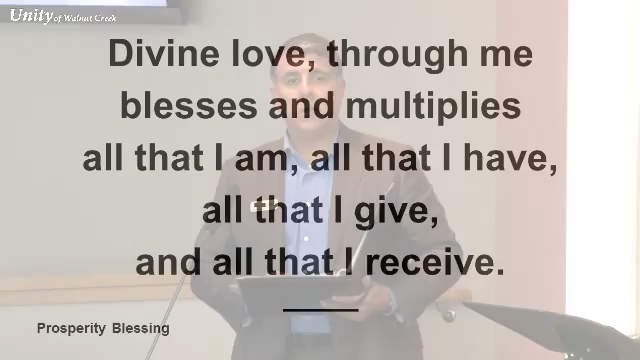 Unity of Walnut Creek
Divine love, through me
blesses and multiplies
all that I am, all that I have,
all that I give,
and all that I receive.
Prosperity Blessing